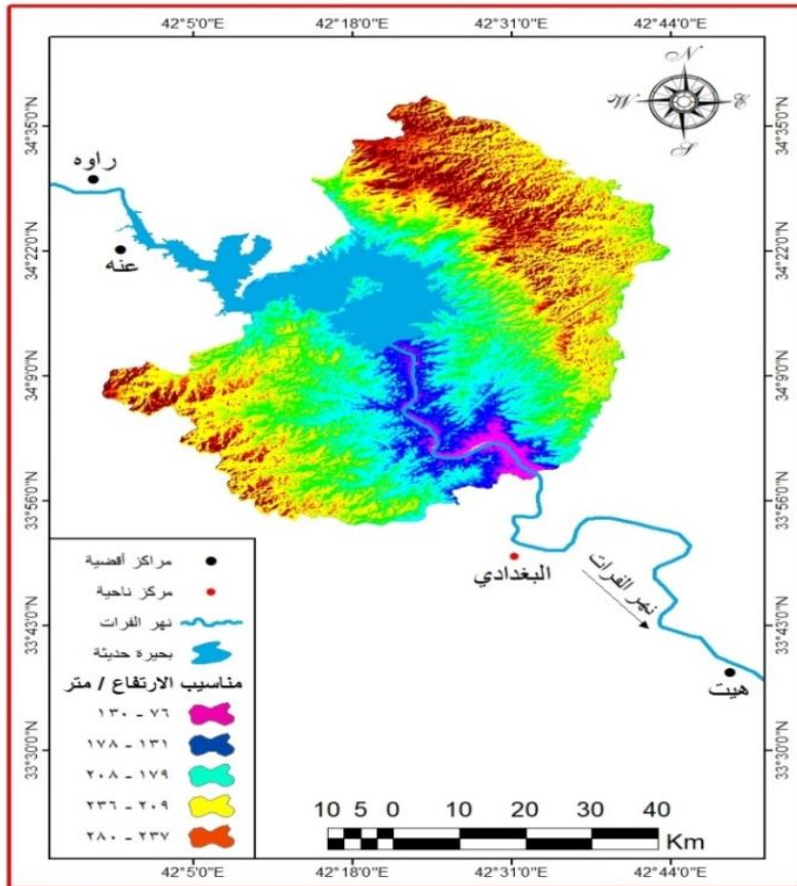 42°5'0"E 42°18'0"E 42°31'0"E 42°44'0"E
N
W E
S
34°35'0"N 34°35'0"N
راوه
34°22'0"N 34°22'0"N
عنه
34°9'0"N 34°9'0"N
33°56'0"N 33°56'0"N
البغدادي
نهر الفرات
33°43'0"N 33°43'0"N
هيت
33°30'0"N 33°30'0"N
مراكز أقضية
مركز ناحية
نهر الفرات
بحيرة حديثة
مناسيب الارتفاع / متر
٧٦ - ١٣٠
١٣١ - ١٧٨
١٧٩ - ٢٠٨
٢٠٩ - ٢٣٦
٢٣٧ - ٢٨٠
10 5 0 10 20 30 40
Km
42°5'0"E 42°18'0"E 42°31'0"E 42°44'0"E